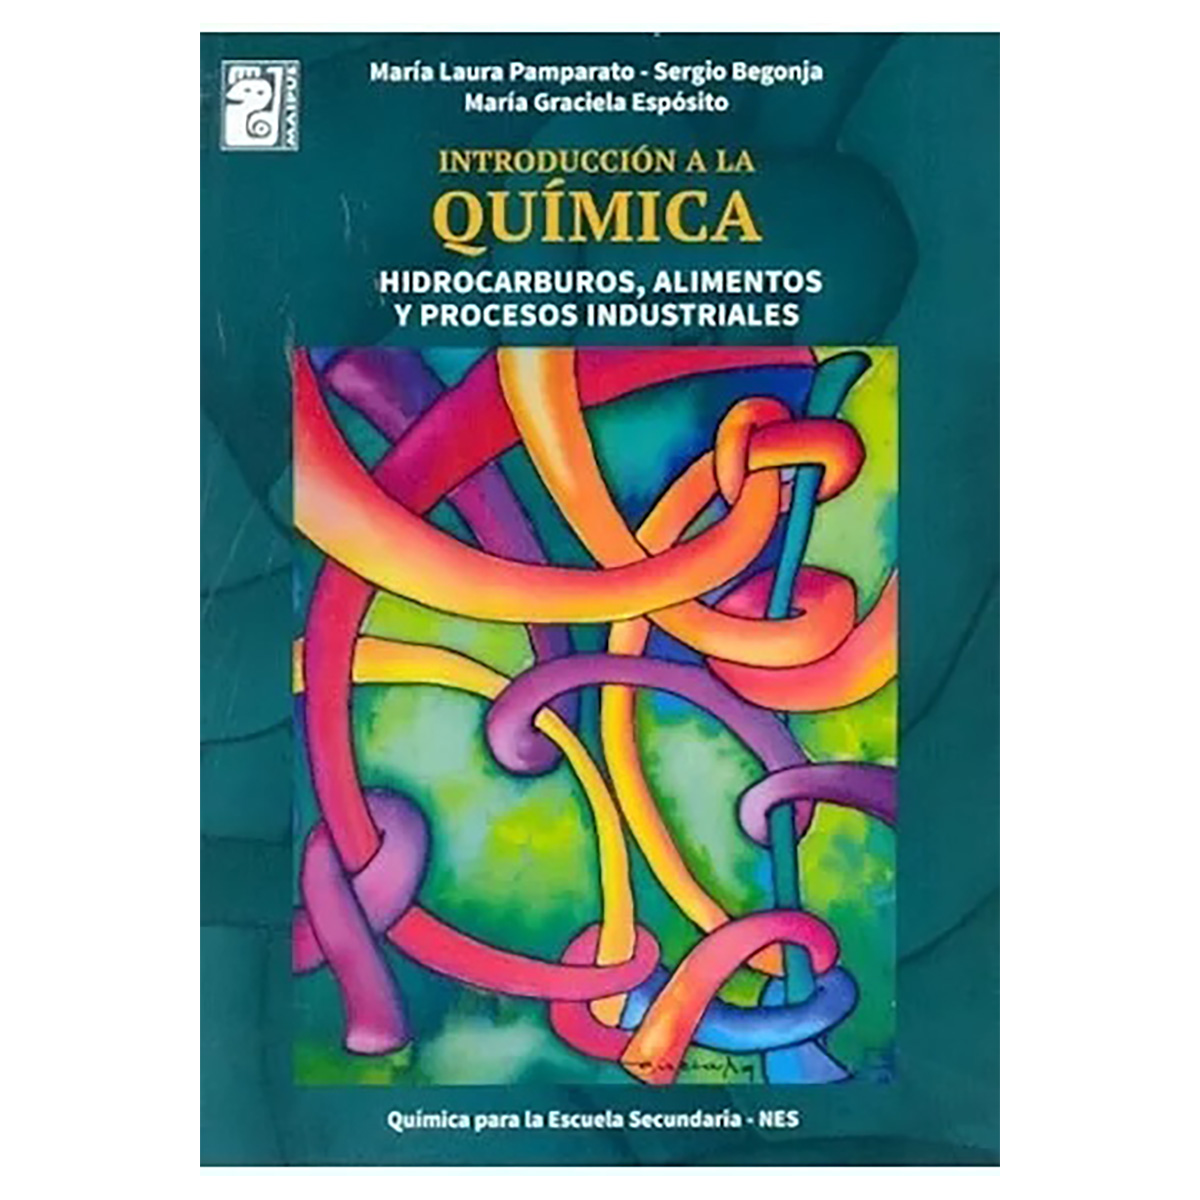 MAIPUE
María Laura Pamparato - Sergio Begonja
María Graciela Espósito
INTRODUCCIÓN A LA
QUÍMICA
HIDROCARBUROS, ALIMENTOS
Y PROCESOS INDUSTRIALES
Química para la Escuela Secundaria - NES